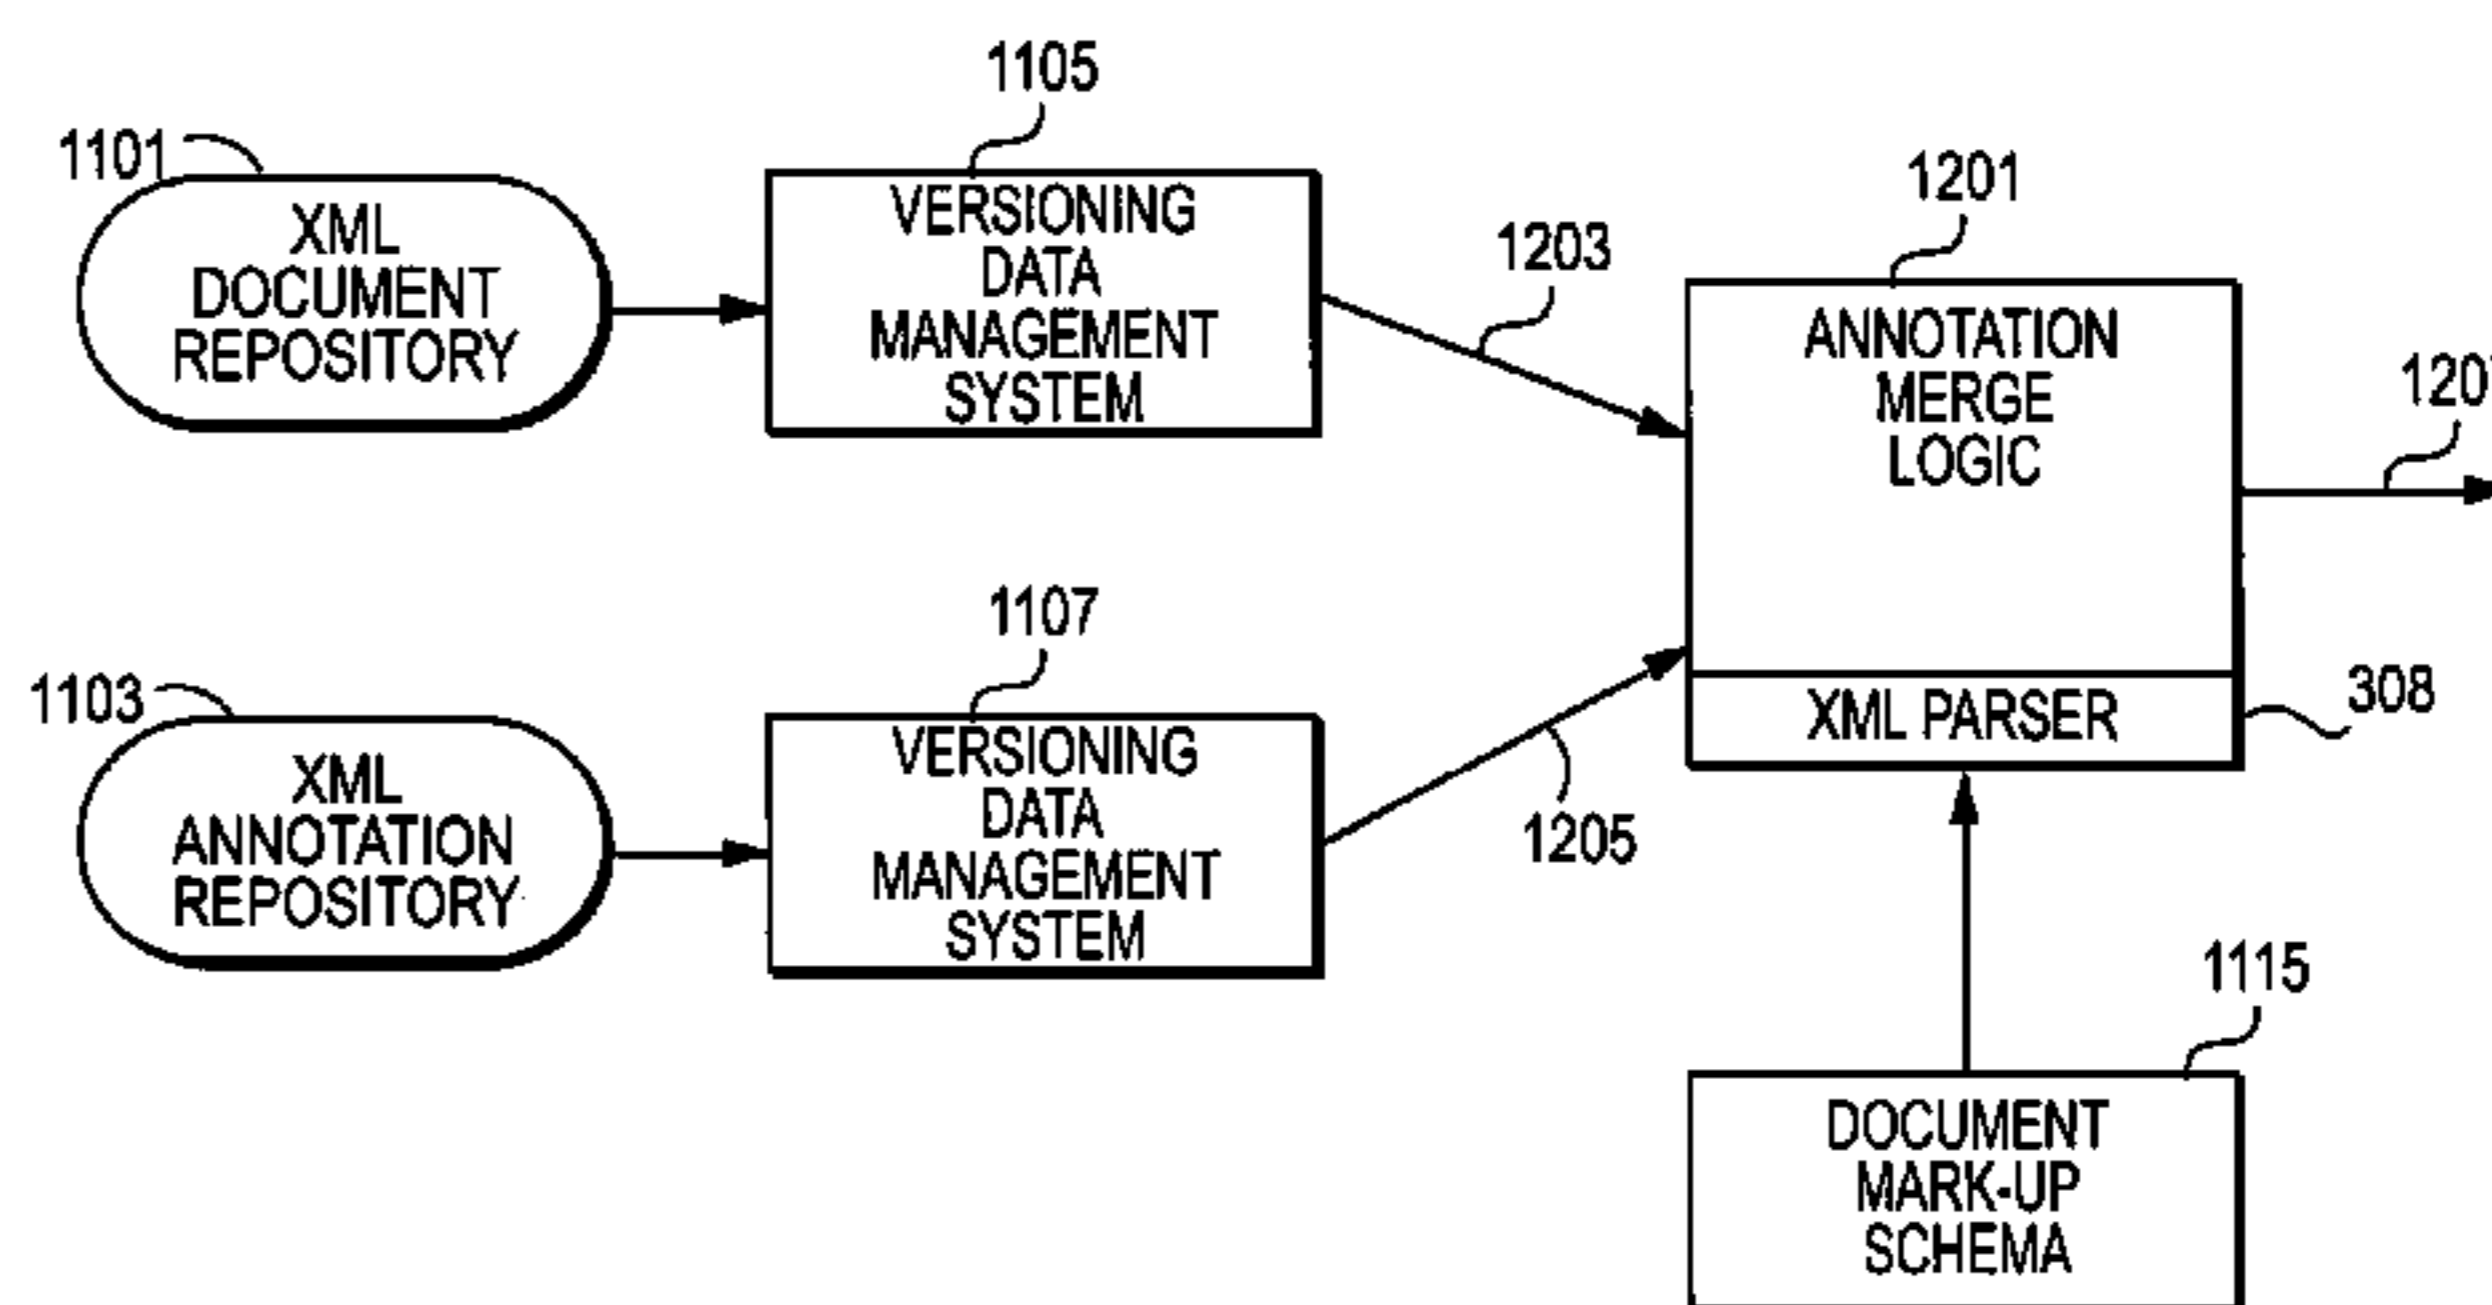 1105
1101
XML
DOCUMENT
REPOSITORY
VERSIONING
DATA
MANAGEMENT
SYSTEM
1203
1201
ANNOTATION
MERGE
LOGIC
XML PARSER
308
1103
XML
ANNOTATION
REPOSITORY
1107
VERSIONING
DATA
MANAGEMENT
SYSTEM
1205
1115
DOCUMENT
MARK-UP
SCHEMA